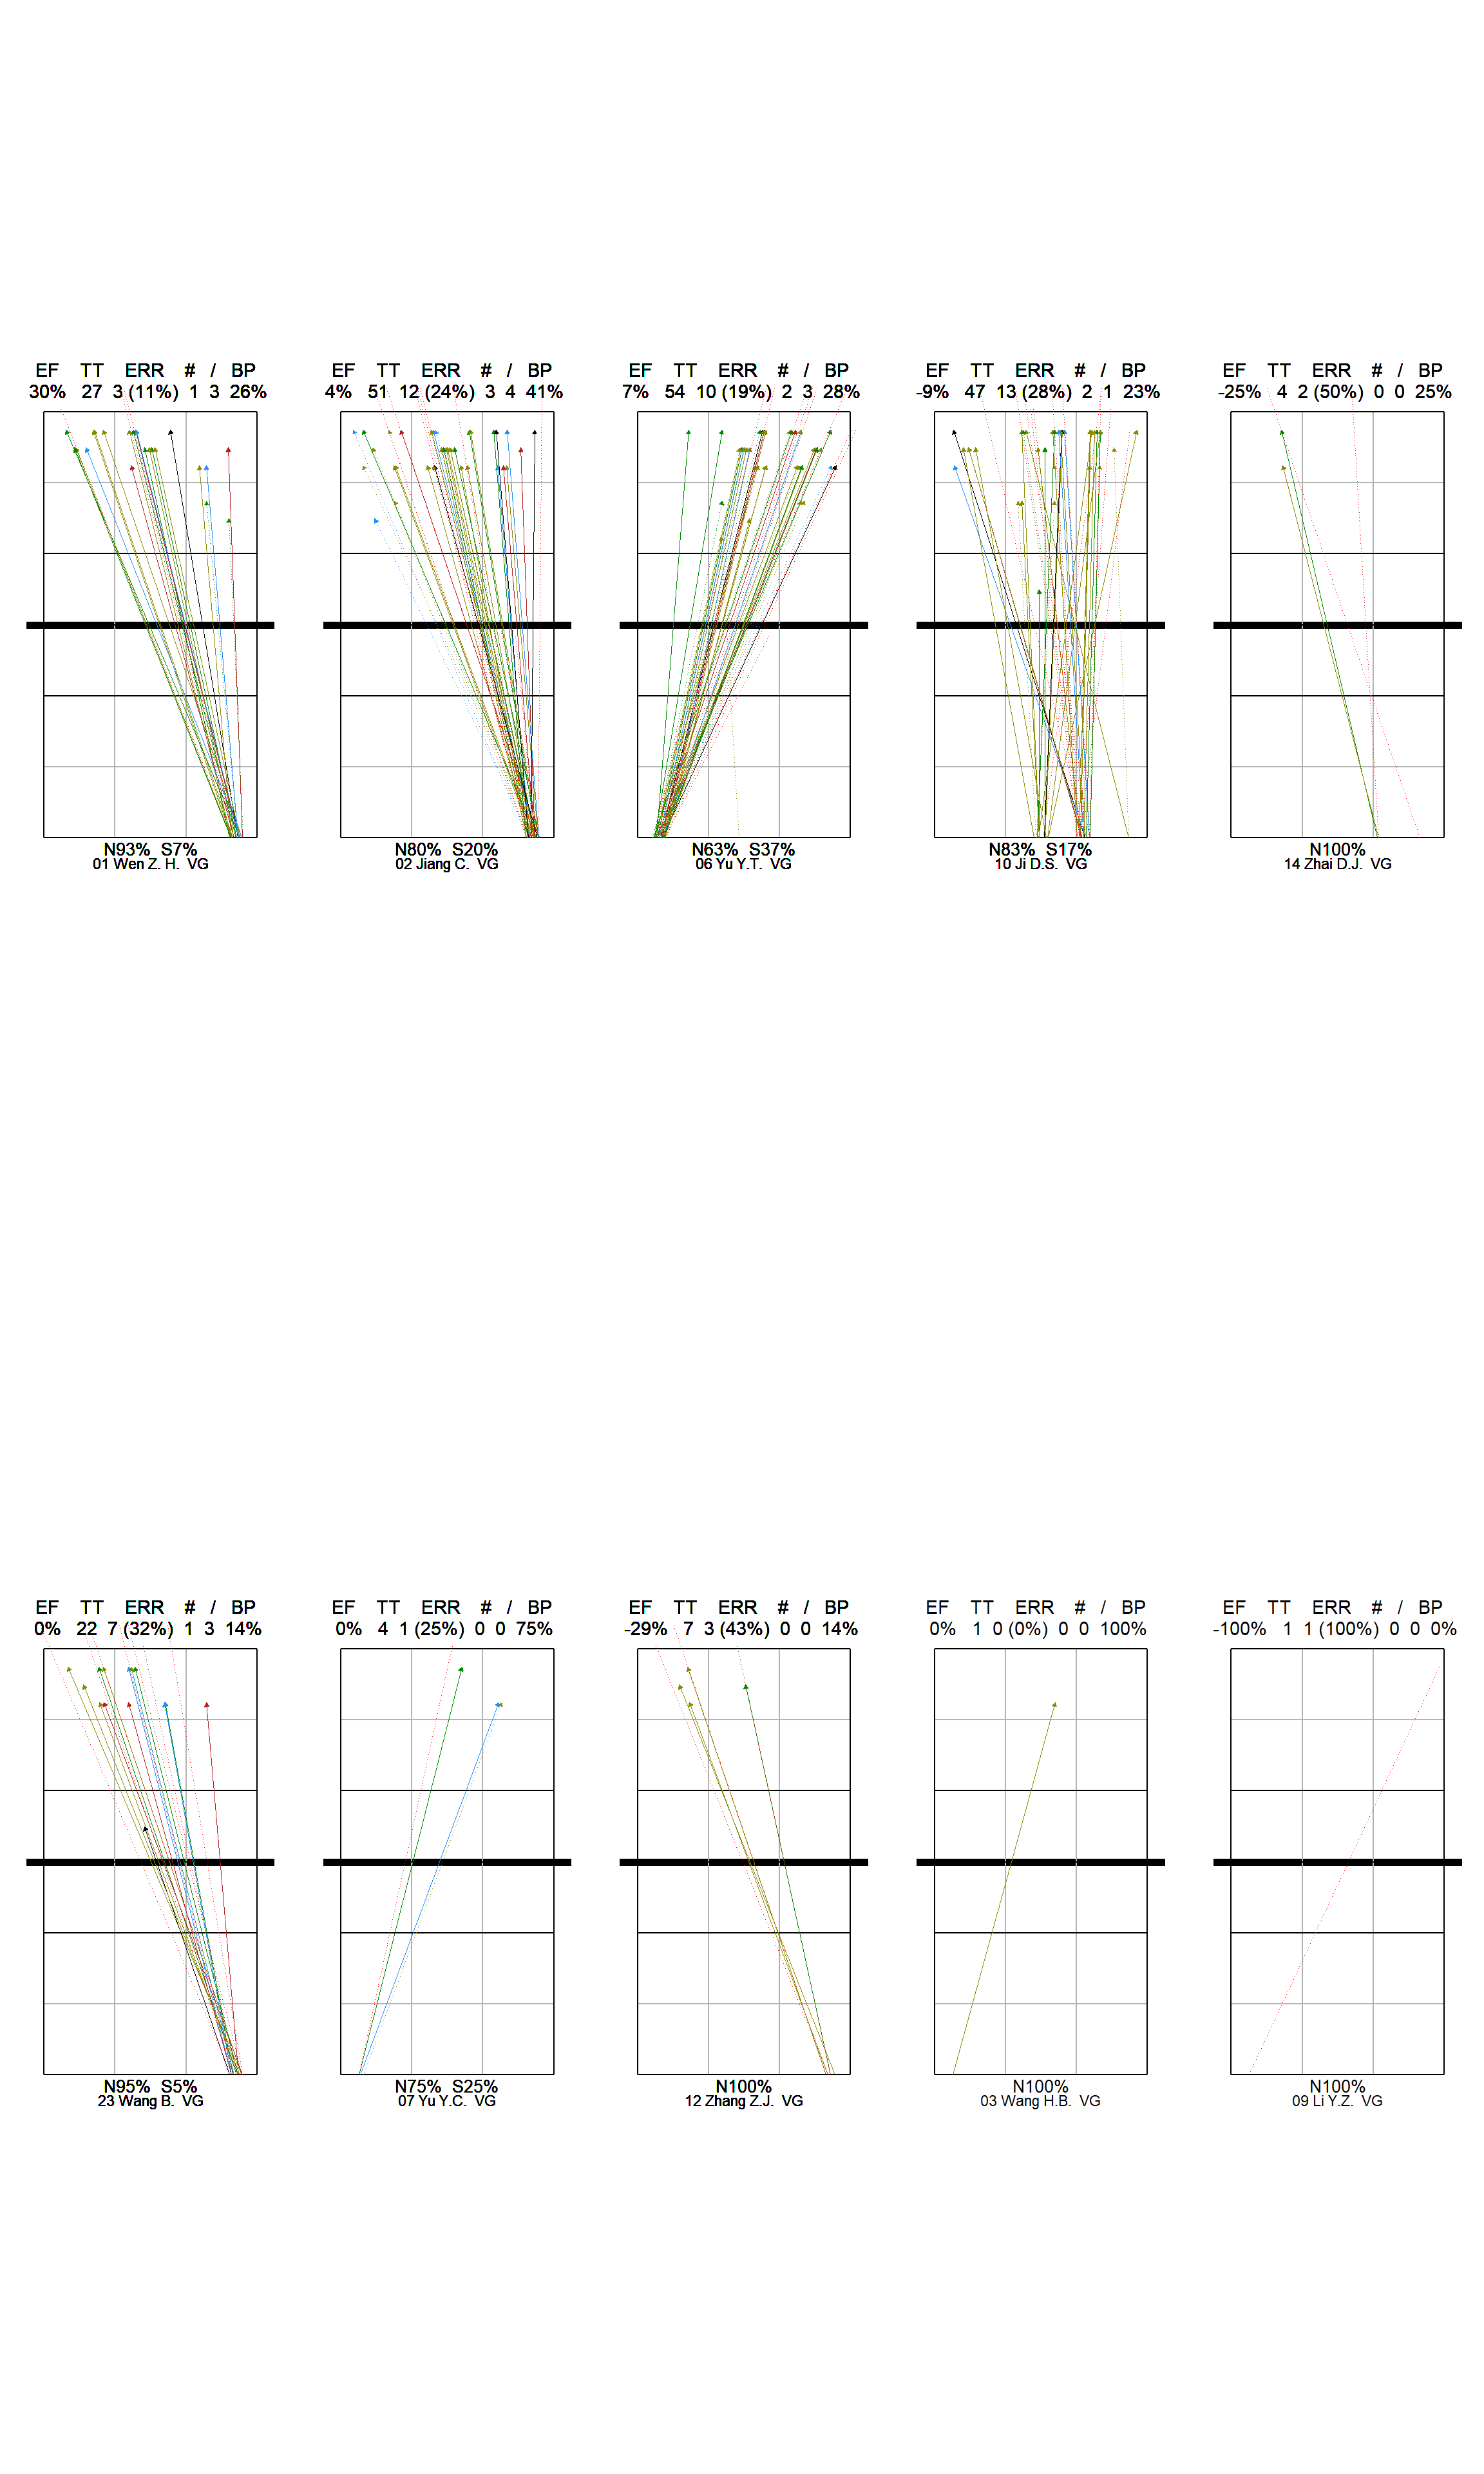 EF TT ERR # / BP
30% 27 3 (11%) 1 3 26%
N93% S7%
01 Wen Z. H. VG
EF TT ERR # / BP
4% 51 12 (24%) 3 4 41%
N80% S20%
02 Jiang C. VG
EF TT ERR # / BP
7% 54 10 (19%) 2 3 28%
N63% S37%
06 Yu Y.T. VG
EF TT ERR # / BP
-9% 47 13 (28%) 2 1 23%
N83% S17%
10 Ji D.S. VG
EF TT ERR # / BP
-25% 4 2 (50%) 0 0 25%
N100%
14 Zhai D.J. VG
EF TT ERR # / BP
0% 22 7 (32%) 1 3 14%
N95% S5%
23 Wang B. VG
EF TT ERR # / BP
0% 4 1 (25%) 0 0 75%
N75% S25%
07 Yu Y.C. VG
EF TT ERR # / BP
-29% 7 3 (43%) 0 0 14%
N100%
12 Zhang Z.J. VG
EF TT ERR # / BP
0% 1 0 (0%) 0 0 100%
N100%
03 Wang H.B. VG
EF TT ERR # / BP
-100% 1 1 (100%) 0 0 0%
N100%
09 Li Y.Z. VG